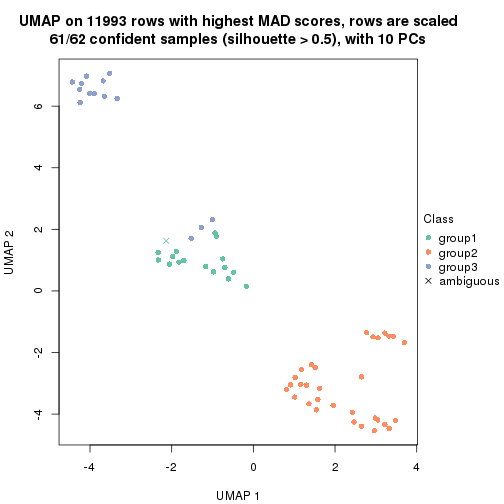 UMAP on 11993 rows with highest MAD scores, rows are scaled
61/62 confident samples (silhouette > 0.5), with 10 PCs
6
4
2
0
-2
-4
UMAP 2
-4
-2
0
2
4
UMAP 1
Class
group1
group2
group3
ambiguous